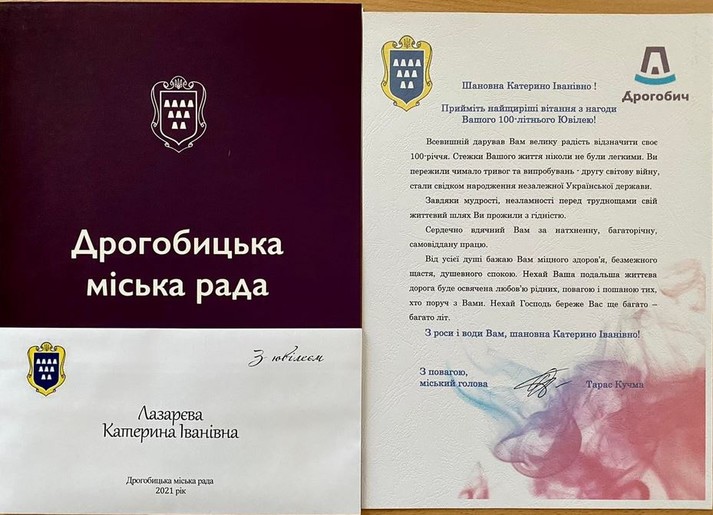 Дрогобицька
міська рада
З ювілеєм
Лазарєва
Катерина Іванівна
Дрогобицька міська рада
2021 рік
Дрогобич
Шановна Катерино Іванівно !
Прийміть найщиріші вітання з нагоди
Вашого 100-літнього Ювілею!
Всевишній дарував Вам велику радість відзначити своє
100-річчя. Стежки Вашого життя ніколи не були легкими. Ви
пережили чимало тривог та випробувань - другу світову війну,
стали свідком народження незалежної Української держави.
Завдяки мудрості, незламності перед труднощами свій
життєвий шлях Ви прожили з гідністю.
Сердечно вдячний Вам за натхненну, багаторічну,
самовіддану працю.
Від усієї душі бажаю Вам міцного здоров'я, безмежного
щастя, душевного спокою. Нехай Ваша подальша життєва
дорога буде освячена любов'ю рідних, повагою і пошаною тих,
хто поруч з Вами. Нехай Господь береже Вас ще багато –
багато літ.
З роси і води Вам, шановна Катерино Іванівно!
З повагою,
міський голова Тарас Кучма